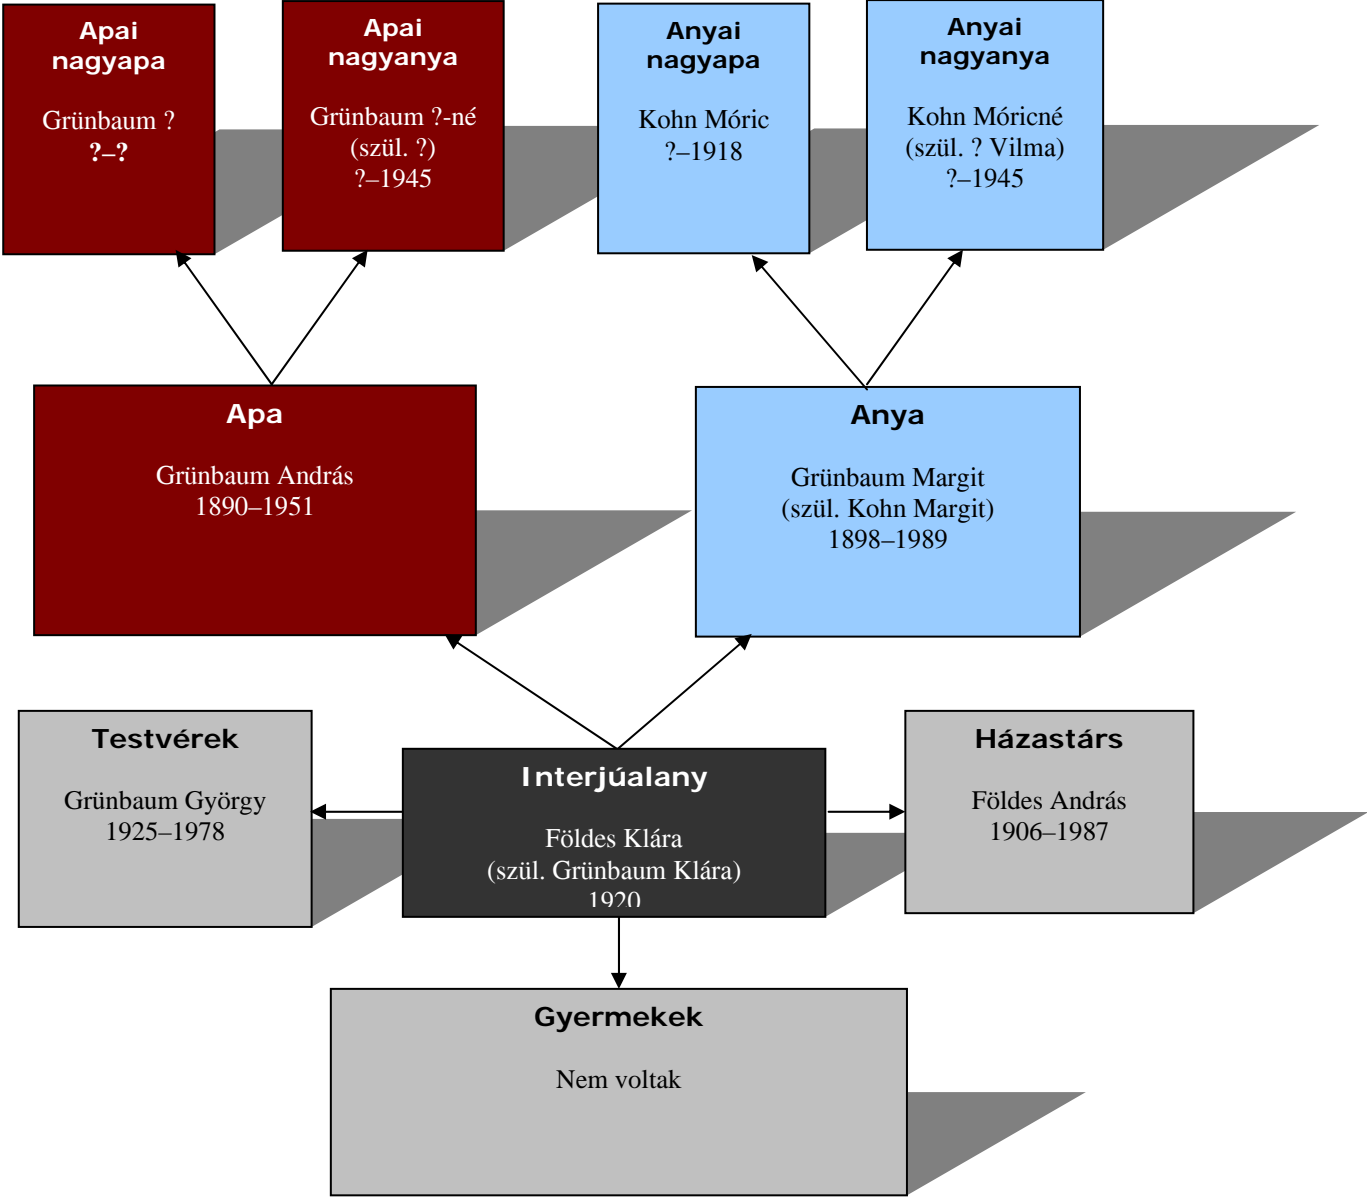 Apai
nagyapa
Grünbaum ?
?–?
Apai
nagyanya
Grünbaum ?-né
(szül. ?)
?–1945
Anyai
nagyapa
Kohn Móric
?–1918
Anyai
nagyanya
Kohn Móricné
(szül. ? Vilma)
?–1945
Apa
Grünbaum András
1890–1951
Anya
Grünbaum Margit
(szül. Kohn Margit)
1898–1989
Testvérek
Grünbaum György
1925–1978
Interjúalany
Földes Klára
(szül. Grünbaum Klára)
1920
Házastárs
Földes András
1906–1987
Gyermekek
Nem voltak